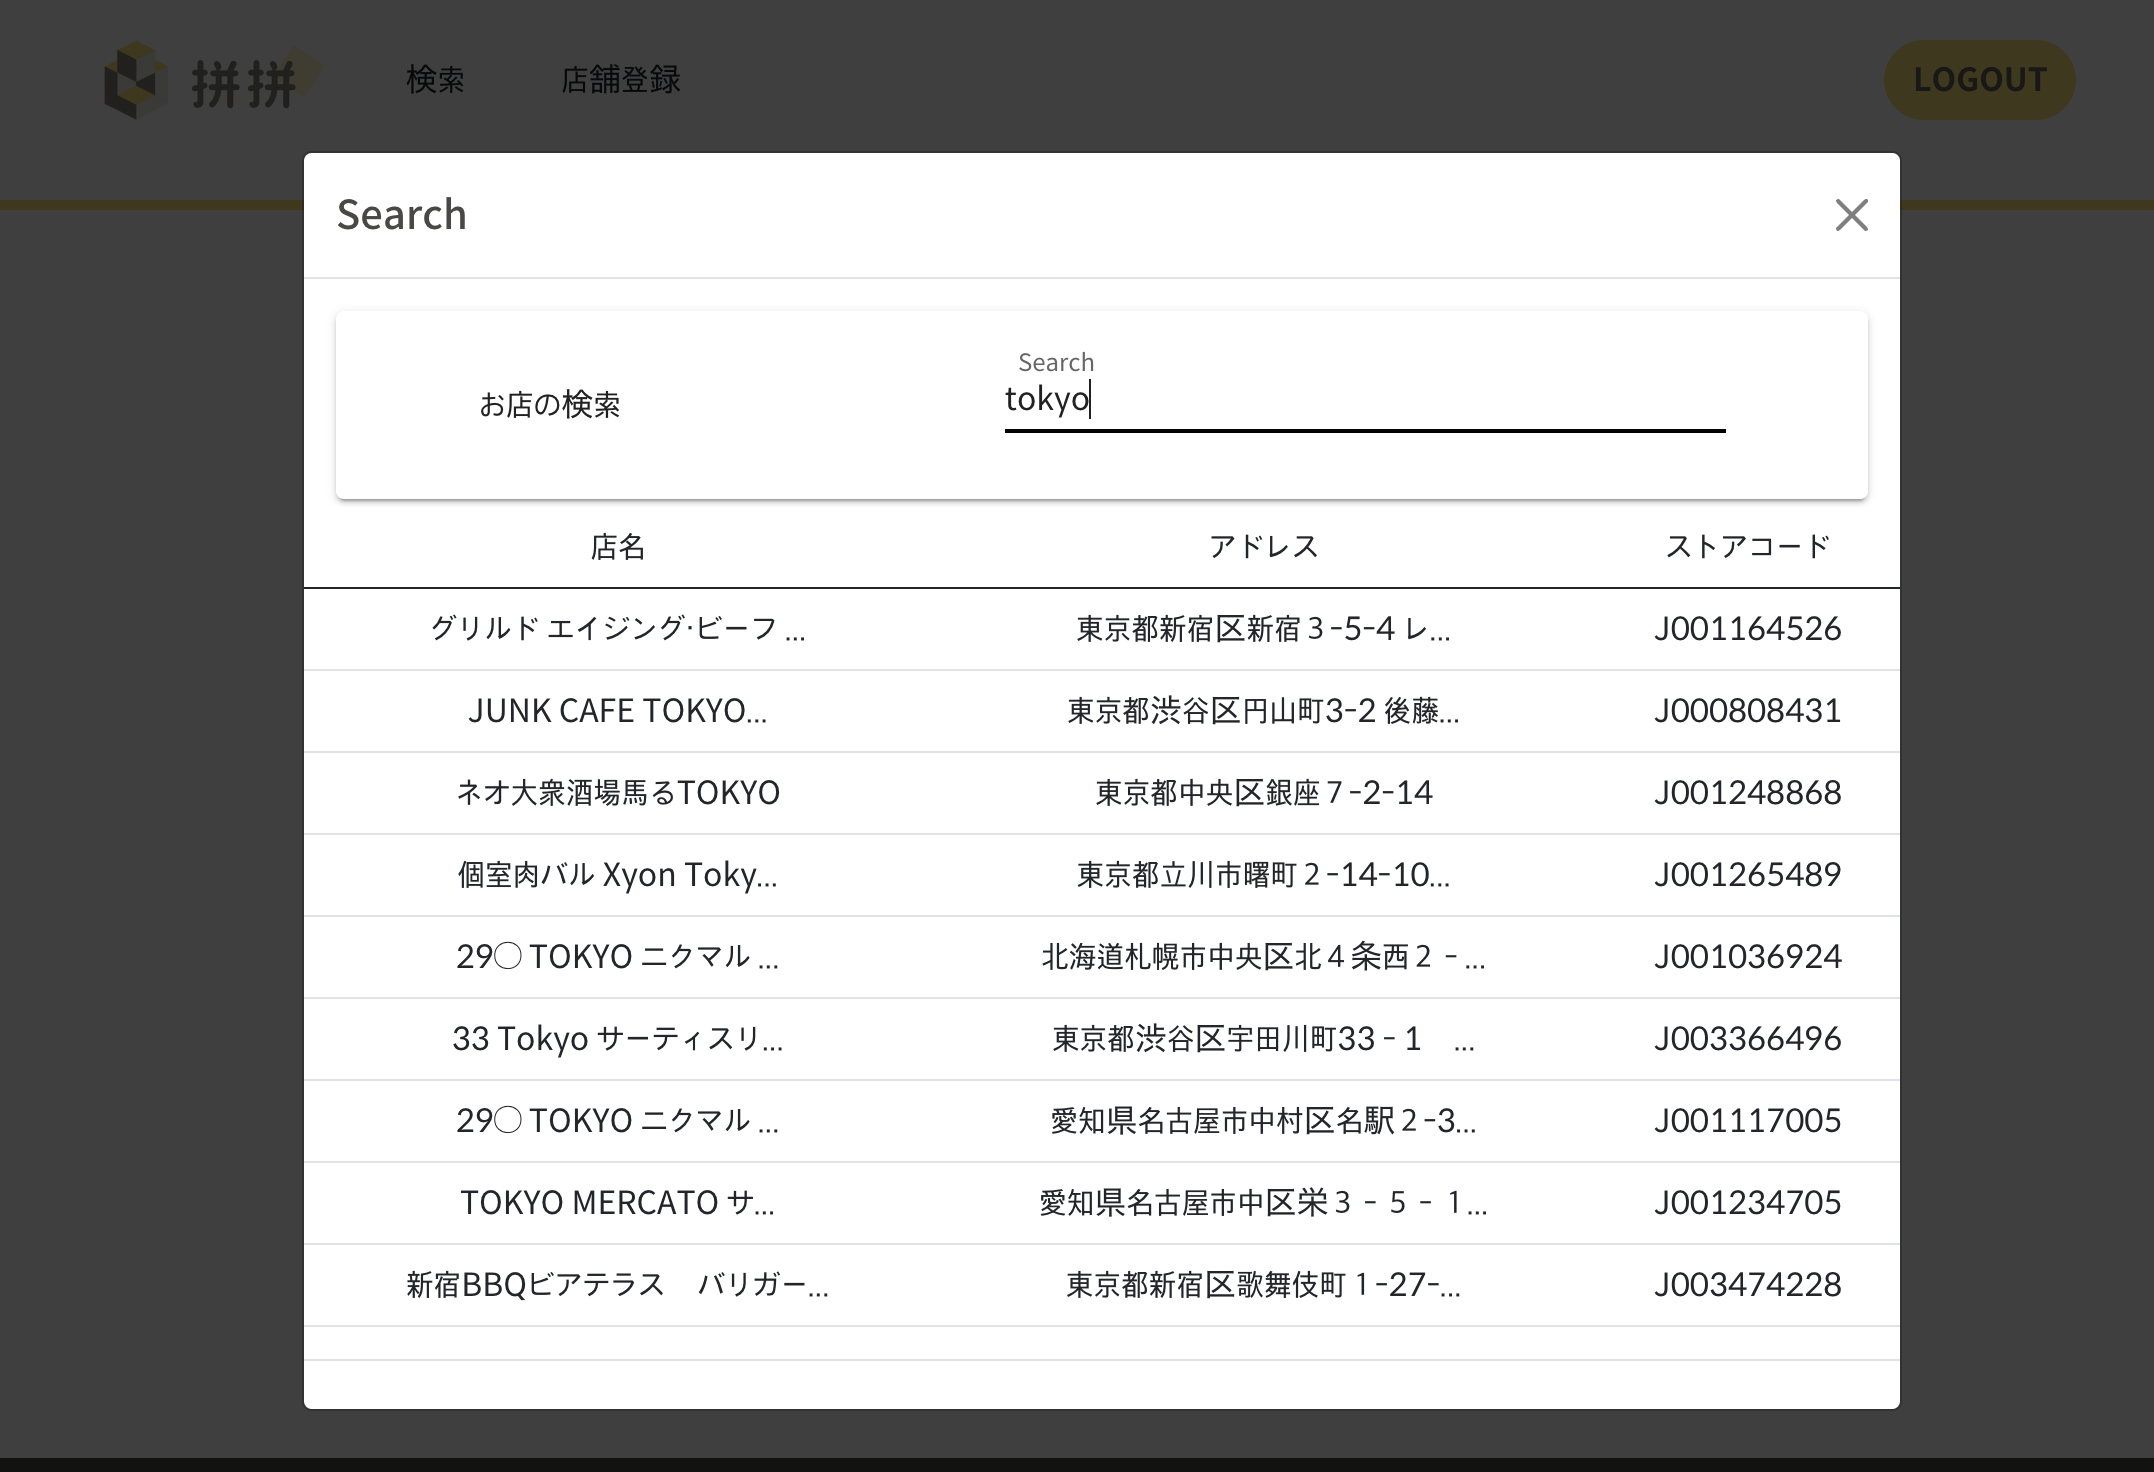 拼拼 検索 店舗登録 LOGOUT
Search
Search
お店の検索 tokyo
店名 アドレス ストアコード
グリルド エイジング·ビーフ ... 東京都新宿区新宿３-5-4 レ... J001164526
JUNK CAFE TOKYO... 東京都渋谷区円山町3-2 後藤... J000808431
ネオ大衆酒場馬るTOKYO 東京都中央区銀座７-2-14 J001248868
個室肉バル Xyon Toky... 東京都立川市曙町２-14-10... J001265489
29◯ TOKYO ニクマル ... 北海道札幌市中央区北４条西２－... J001036924
33 Tokyo サーティスリ... 東京都渋谷区宇田川町33‐１　... J003366496
29◯ TOKYO ニクマル ... 愛知県名古屋市中村区名駅２-3... J001117005
TOKYO MERCATO サ... 愛知県名古屋市中区栄３－５－１... J001234705
新宿BBQビアテラス　バリガー... 東京都新宿区歌舞伎町１-27-... J003474228